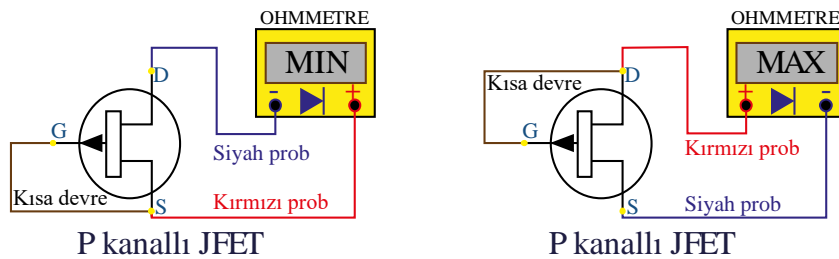 OHMMETRE
MIN
- +
D
G
Siyah prob
Kısa devre
S
Kırmızı prob
P kanallı JFET
OHMMETRE
MAX
+ -
D
Kısa devre
G
Kırmızı prob
S
Siyah prob
P kanallı JFET